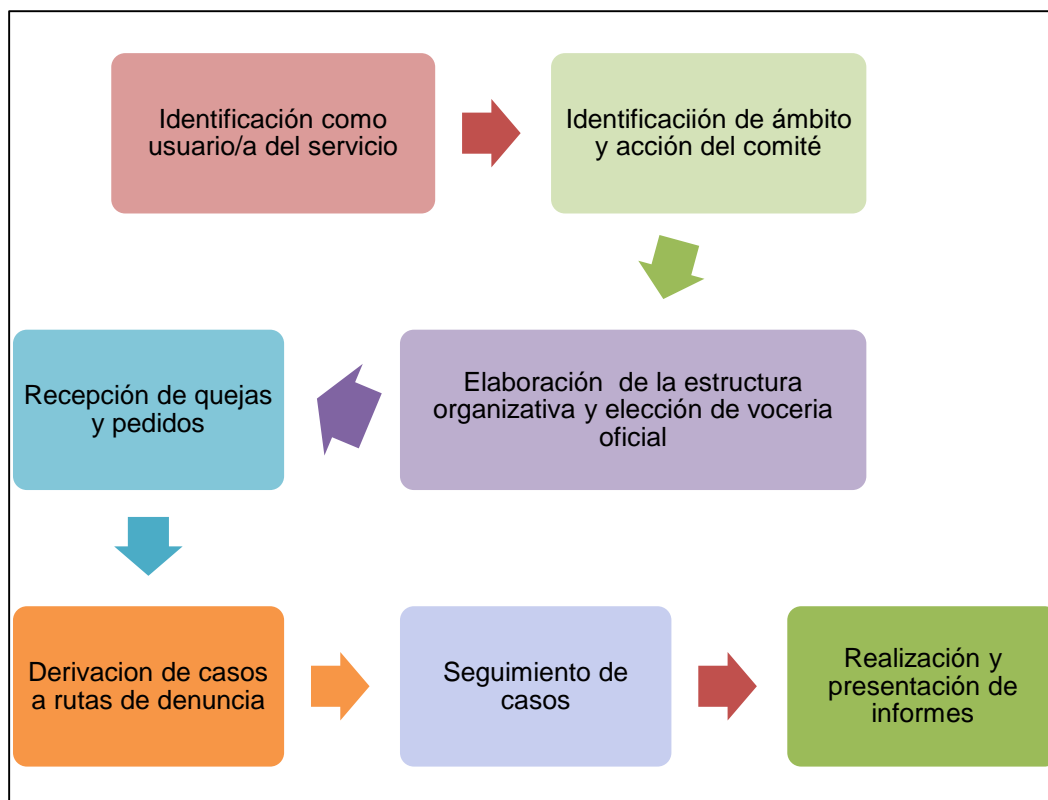 Identificación como
usuario/a del servicio
Identificaciión de ámbito
y acción del comité
Elaboración  de la estructura
organizativa y elección de voceria
oficial
Recepción de quejas
y pedidos
Derivacion de casos
a rutas de denuncia
Seguimiento de
casos
Realización y
presentación de
informes